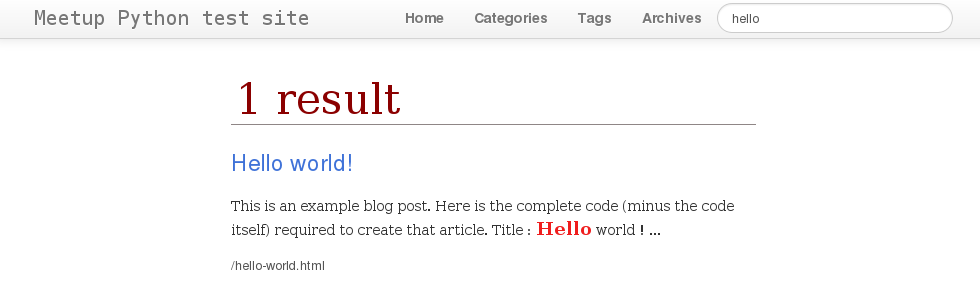 Meetup Python test site Home Categories Tags Archives hello
1 result
Hello world!
This is an example blog post. Here is the complete code (minus the code
itself) required to create that article. Title : Hello world ! ...
/hello-world.html